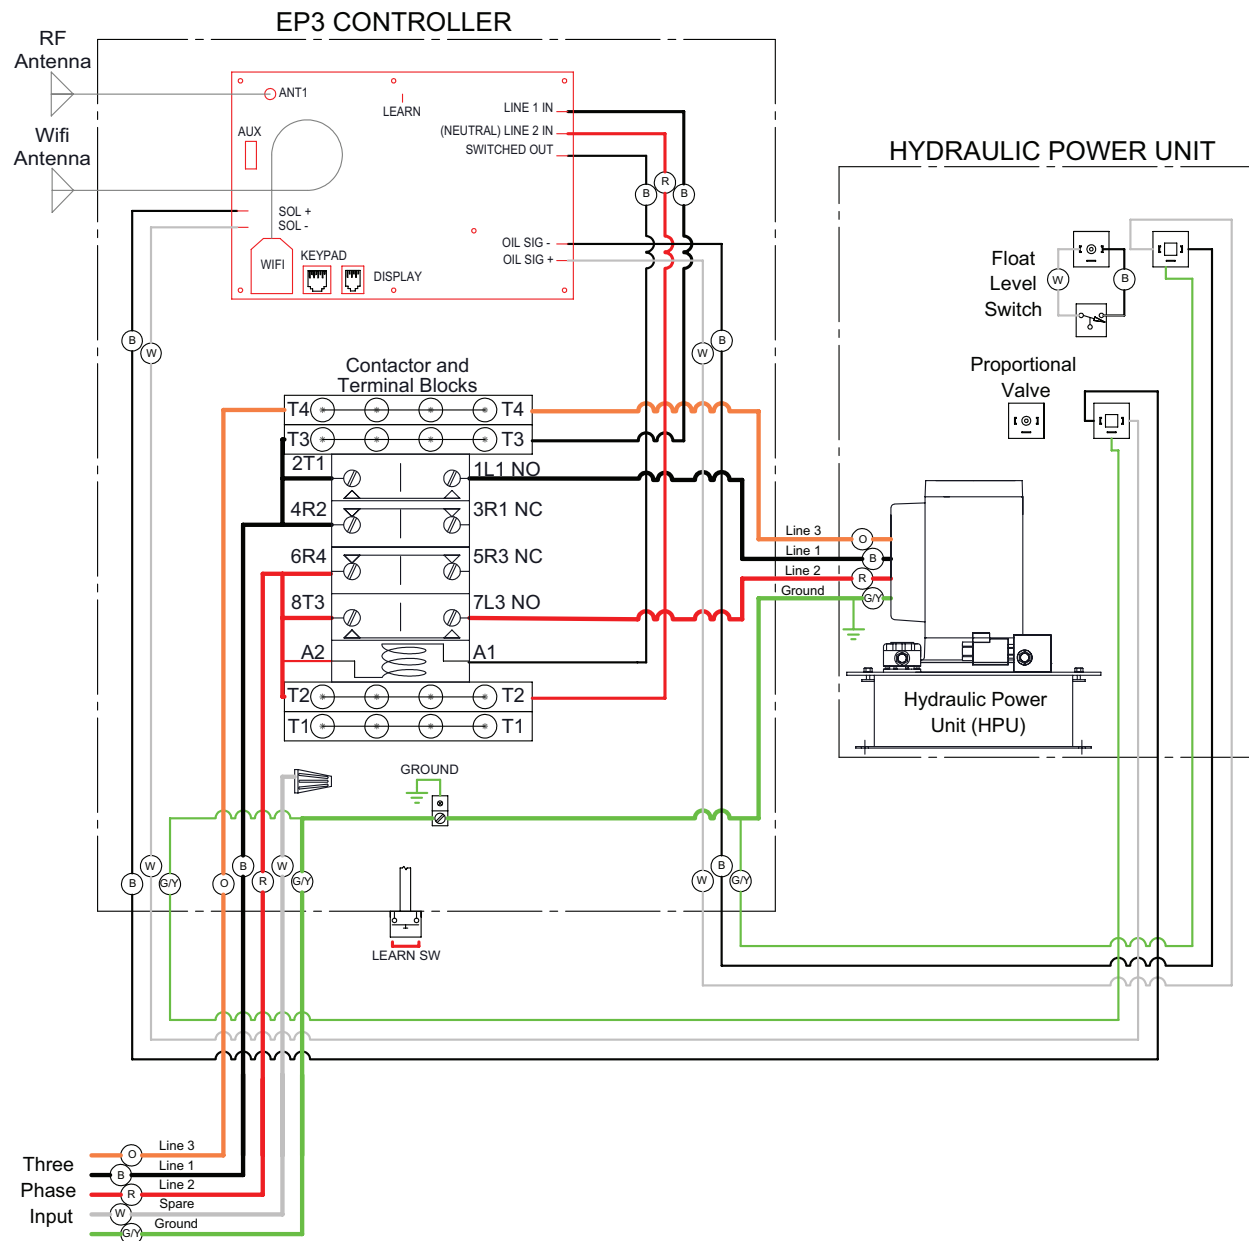 EP3 CONTROLLER
RF
Antenna
Wifi
Antenna
ANT1
LEARN
AUX
LINE 1 IN
(NEUTRAL) LINE 2 IN
SWITCHED OUT
SOL +
SOL -
WIFI
KEYPAD
DISPLAY
OIL SIG -
OIL SIG +
B
R
B
B
W
W
B
HYDRAULIC POWER UNIT
Float
Level
Switch
W
B
Proportional
Valve
Contactor and
Terminal Blocks
T4
T4
T3
T3
2T1
1L1 NO
4R2
3R1 NC
6R4
5R3 NC
8T3
7L3 NO
A2
A1
T2
T2
T1
T1
Line 3
O
Line 1
B
Line 2
R
Ground
G/Y
Hydraulic Power
Unit (HPU)
GROUND
B
W
G/Y
O
B
R
W
G/Y
W
B
G/Y
LEARN SW
Three
Phase
Input
O
Line 3
B
Line 1
R
Line 2
W
Spare
G/Y
Ground